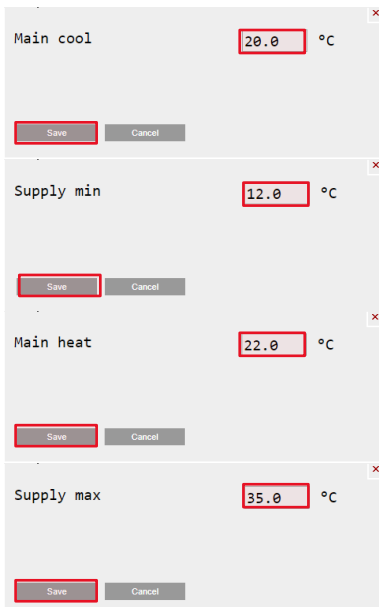 ×
Main cool 20.0 °C
Save Cancel
×
Supply min 12.0 °C
Save Cancel
×
Main heat 22.0 °C
Save Cancel
×
Supply max 35.0 °C
Save Cancel